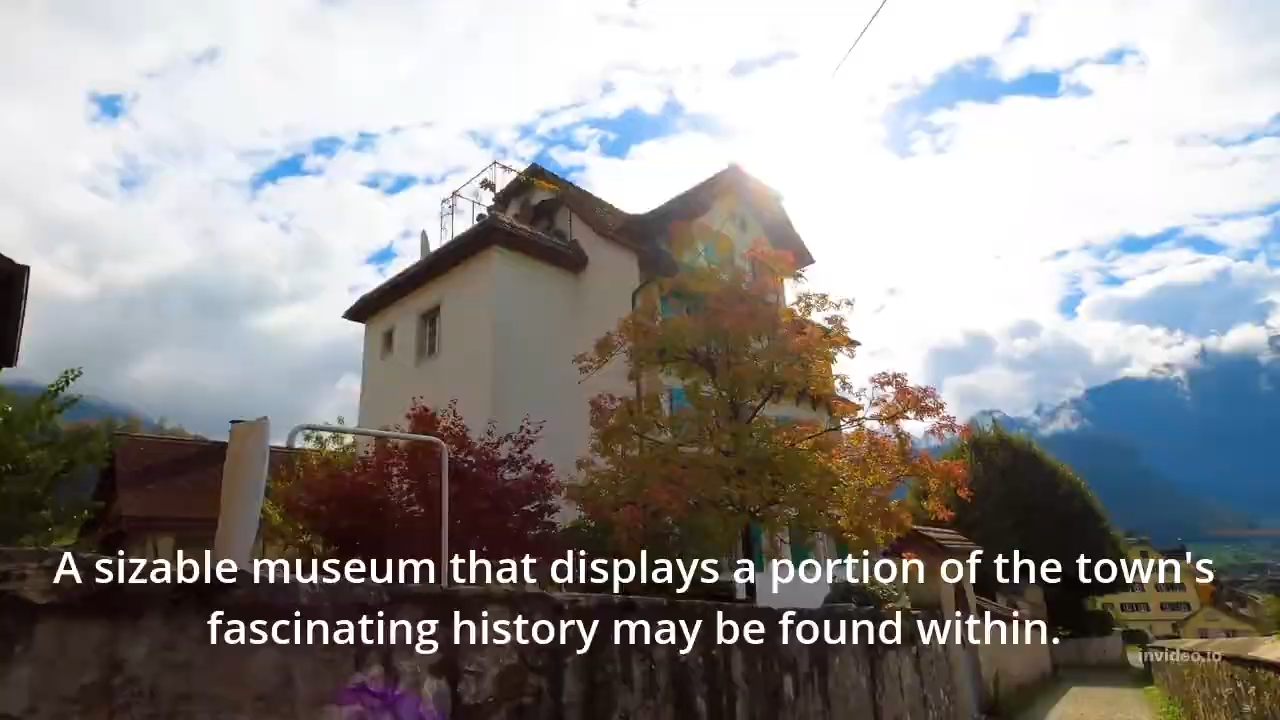 A sizable museum that displays a portion of the town's
fascinating history may be found within.
invideo.io